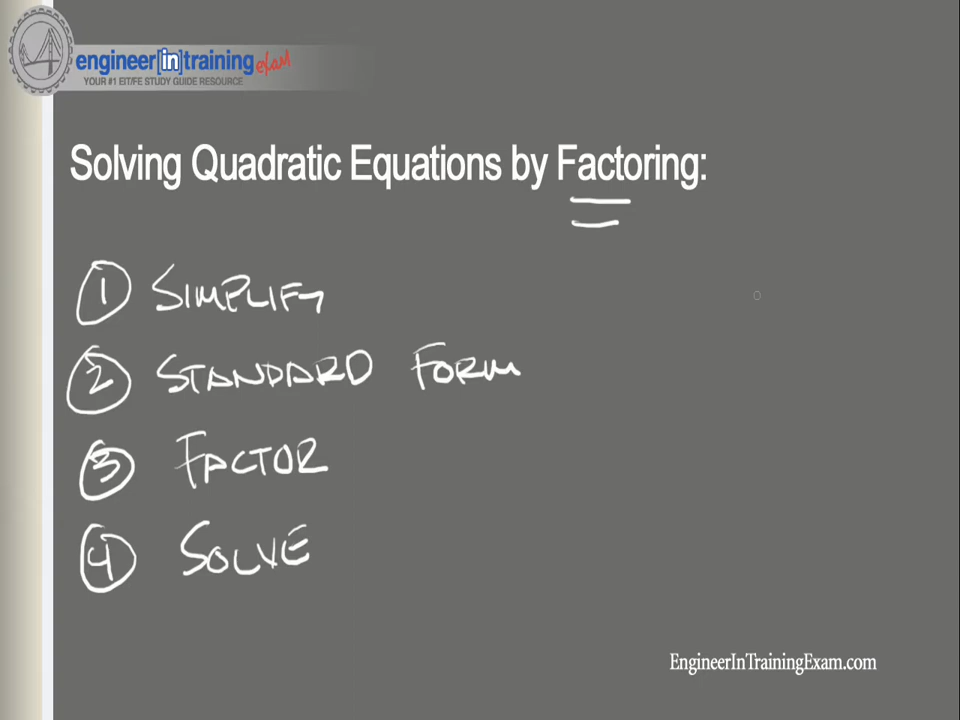 engineer[in]training exam
YOUR #1 EIT/FE STUDY GUIDE RESOURCE
Solving Quadratic Equations by Factoring:
1 SIMPLIFY
2 STANDARD FORM
3 FACTOR
4 SOLVE
EngineerInTrainingExam.com